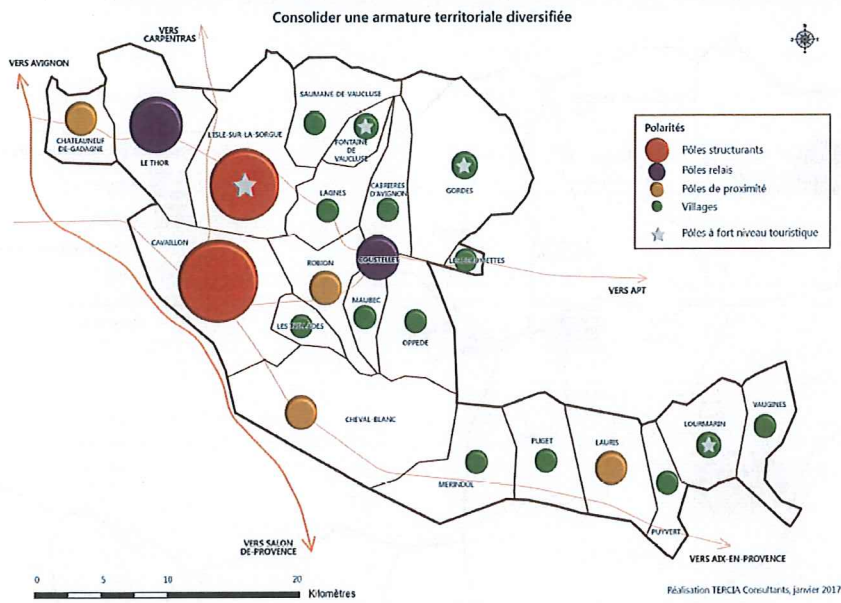 Consolider une armature territoriale diversifiée
VERS
CARPENTRAS
VERS AVIGNON
SAUMANE-DE-VAUCLUSE
CHATEAUNEUF-
DE-GADAGNE
LE THOR
L'ISLE-SUR-LA-SORGUE
FONTAINE
DE
VAUCLUSE
LAGNES
CABRIERES
D'AVIGNON
GORDES
Polarités
Pôles structurants
Pôles relais
Pôles de proximité
Villages
Pôles à fort niveau touristique
CAVAILLON
ROBION
COUSTELLET
VERS APT
MAUBEC
OPPEDE
CHEVAL-BLANC
MERINDOL
PUGET
LAURIS
LOURMARIN
VAUGINES
PUYVERT
VERS SALON
DE-PROVENCE
VERS AIX-EN-PROVENCE
0 5 10 20
Kilomètres
Réalisation TERCIA Consultants, janvier 2017